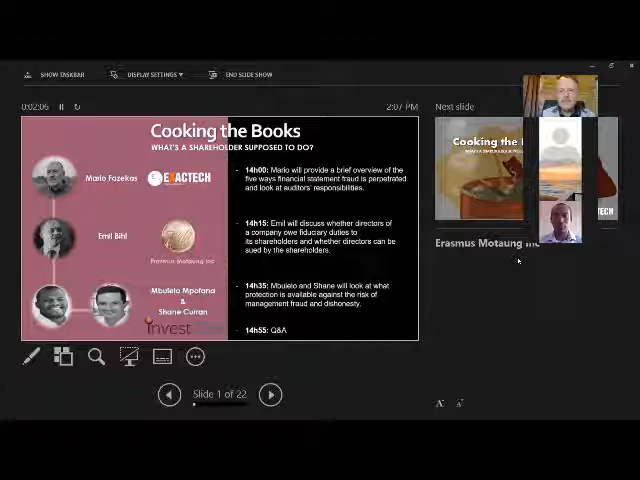 SHOW TASKBAR
DISPLAY SETTINGS ▾
END SLIDE SHOW
0:02:06
2:07 PM
Next slide
Cooking the Books
WHAT'S A SHAREHOLDER SUPPOSED TO DO?
Mario Fazekas
EXACTECH
- 14h00: Mario will provide a brief overview of the
five ways financial statement fraud is perpetrated
and look at auditors' responsibilities.
Emil Bihl
Erasmus Motaung Inc
- 14h15: Emil will discuss whether directors of
a company owe fiduciary duties to
its shareholders and whether directors can be
sued by the shareholders.
Mbulelo Mpofana
&
Shane Curran
invest
- 14h35: Mbulelo and Shane will look at what
protection is available against the risk of
management fraud and dishonesty.
- 14h55: Q&A
Cooking the
TECH
Erasmus Motaung Inc
Slide 1 of 22
A
A